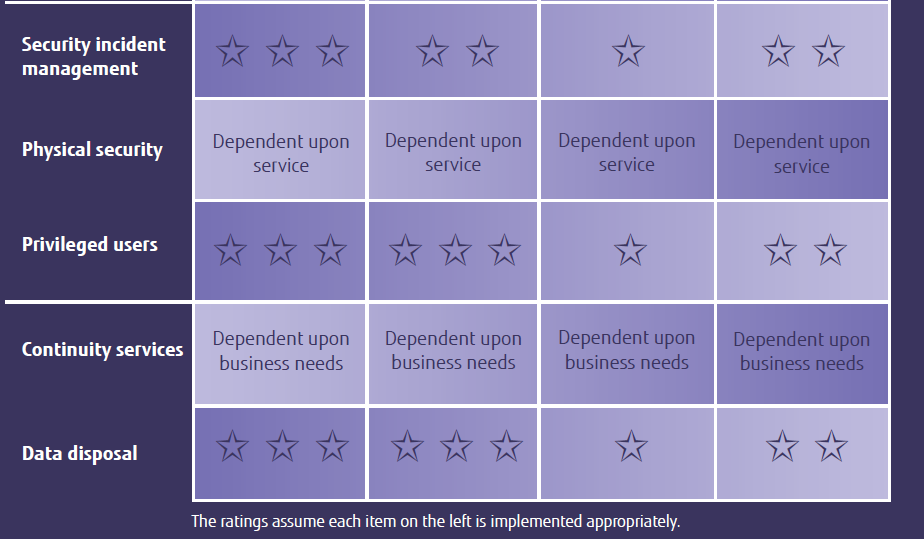 Security incident
management
☆ ☆ ☆ ☆ ☆ ☆ ☆ ☆
Physical security
Dependent upon
service
Dependent upon
service
Dependent upon
service
Dependent upon
service
Privileged users
☆ ☆ ☆ ☆ ☆ ☆ ☆ ☆ ☆
Continuity services
Dependent upon
business needs
Dependent upon
business needs
Dependent upon
business needs
Dependent upon
business needs
Data disposal
☆ ☆ ☆ ☆ ☆ ☆ ☆ ☆ ☆
The ratings assume each item on the left is implemented appropriately.